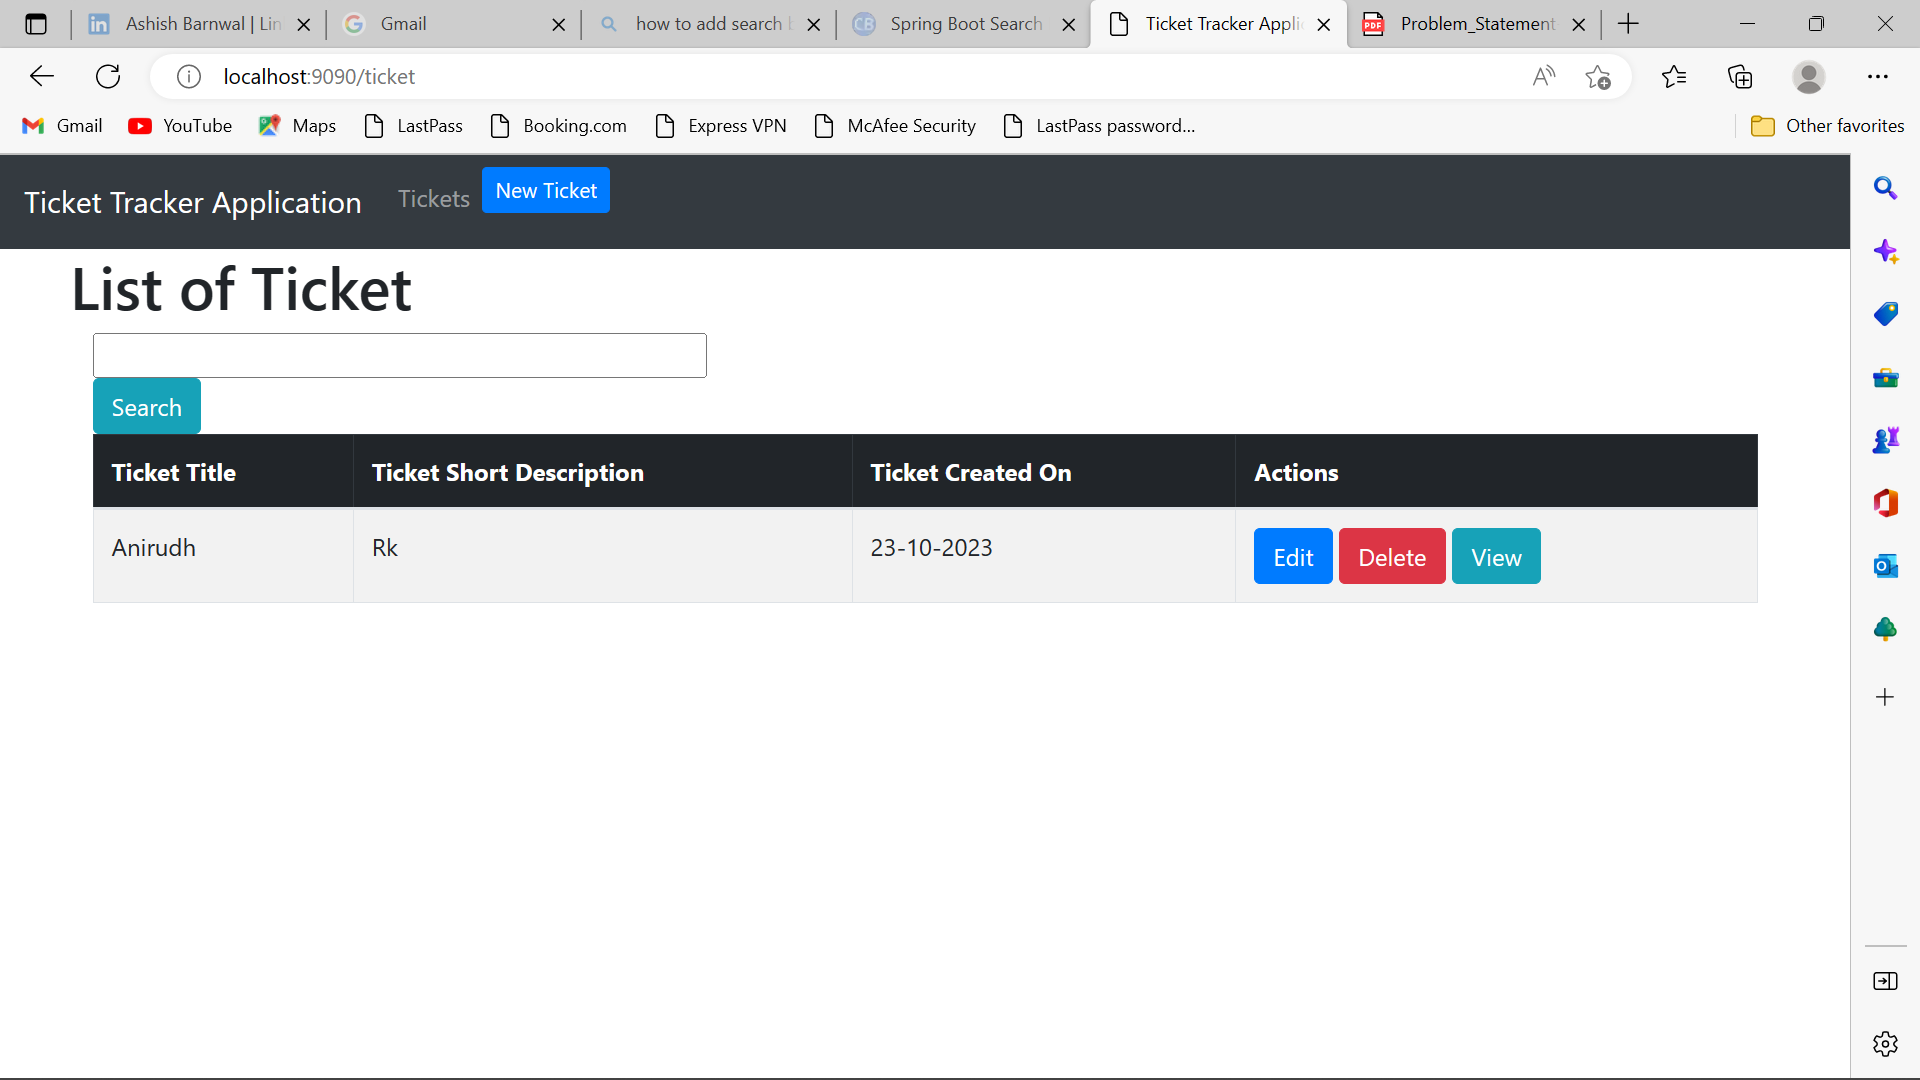 Ashish Barnwal | Lin
Gmail
how to add search b
Spring Boot Search
Ticket Tracker Appli
PDF
Problem_Statement
localhost:9090/ticket
Gmail
YouTube
Maps
LastPass
Booking.com
Express VPN
McAfee Security
LastPass password...
Other favorites
Ticket Tracker Application
Tickets
New Ticket
List of Ticket
Search
Ticket Title
Ticket Short Description
Ticket Created On
Actions
Anirudh
Rk
23-10-2023
Edit
Delete
View